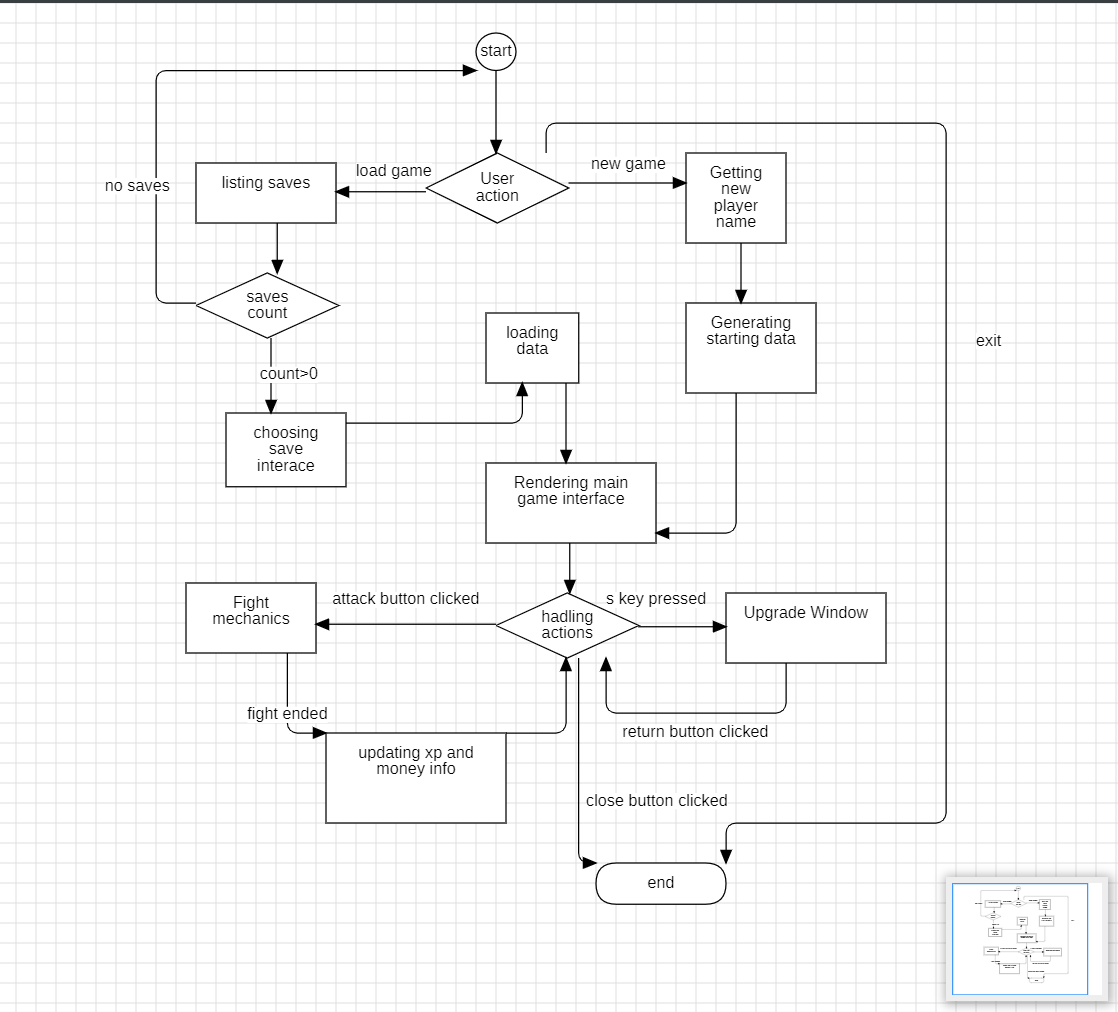 start
load game
User
action
new game
Getting
new
player
name
no saves
listing saves
saves
count
loading
data
Generating
starting data
exit
count>0
choosing
save
interace
Rendering main
game interface
Fight
mechanics
attack button clicked
hadling
actions
s key pressed
Upgrade Window
fight ended
return button clicked
updating xp and
money info
close button clicked
end